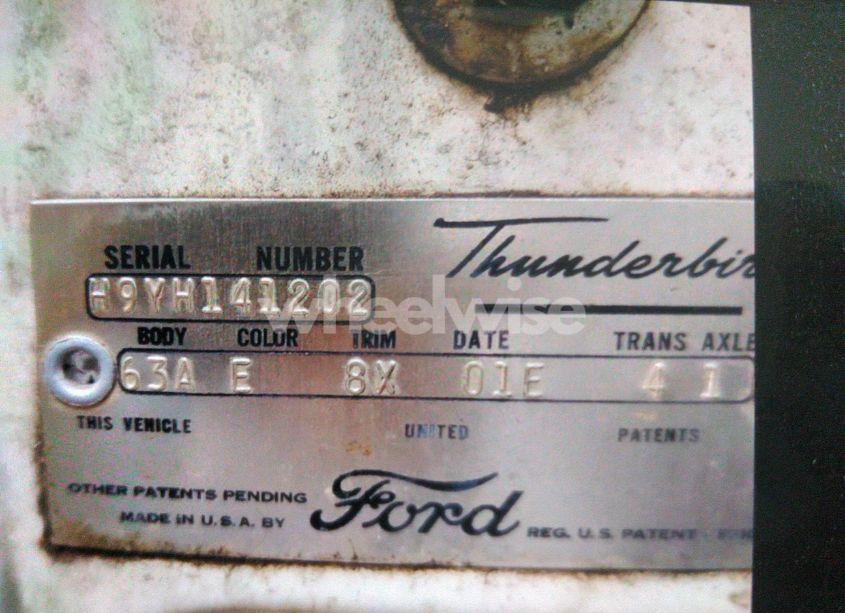 SERIAL NUMBER
Thunderbir
H9YH141202
wheelwise
BODY COLOR TRIM DATE TRANS AXLE
63A E 8X 01E 4 1
THIS VEHICLE UNITED PATENTS
OTHER PATENTS PENDING
MADE IN U.S.A. BY Ford REG. U.S. PATENT